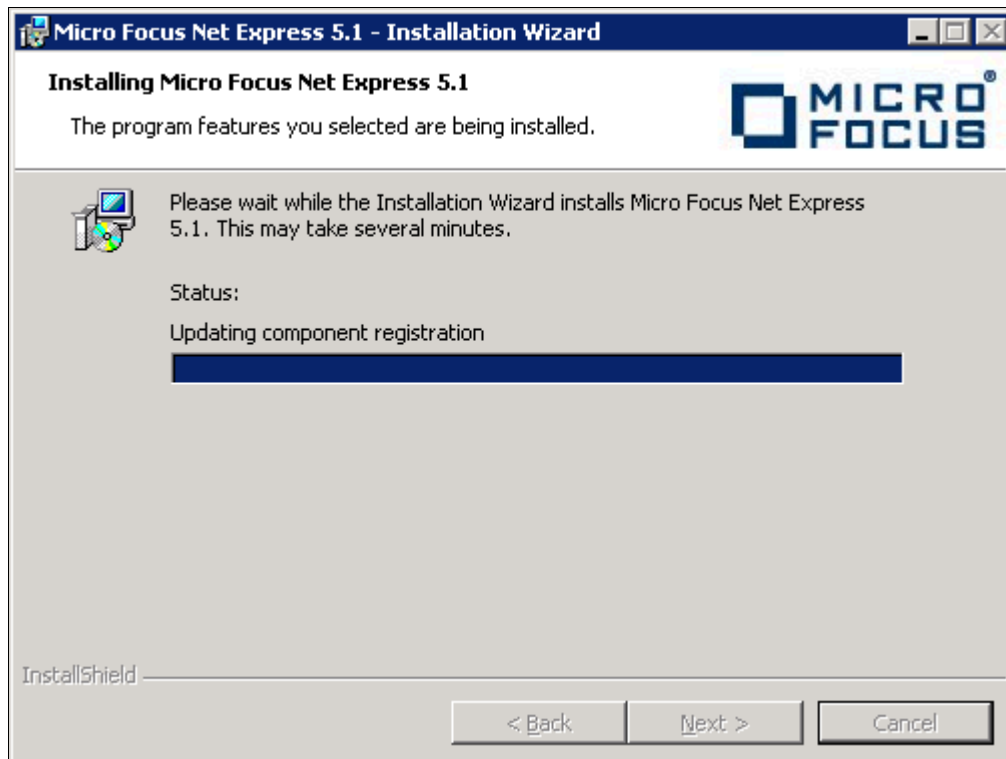 Micro Focus Net Express 5.1 - Installation Wizard
Installing Micro Focus Net Express 5.1
The program features you selected are being installed.
MICRO
FOCUS
®
Please wait while the Installation Wizard installs Micro Focus Net Express
5.1. This may take several minutes.
Status:
Updating component registration
InstallShield
< Back
Next >
Cancel